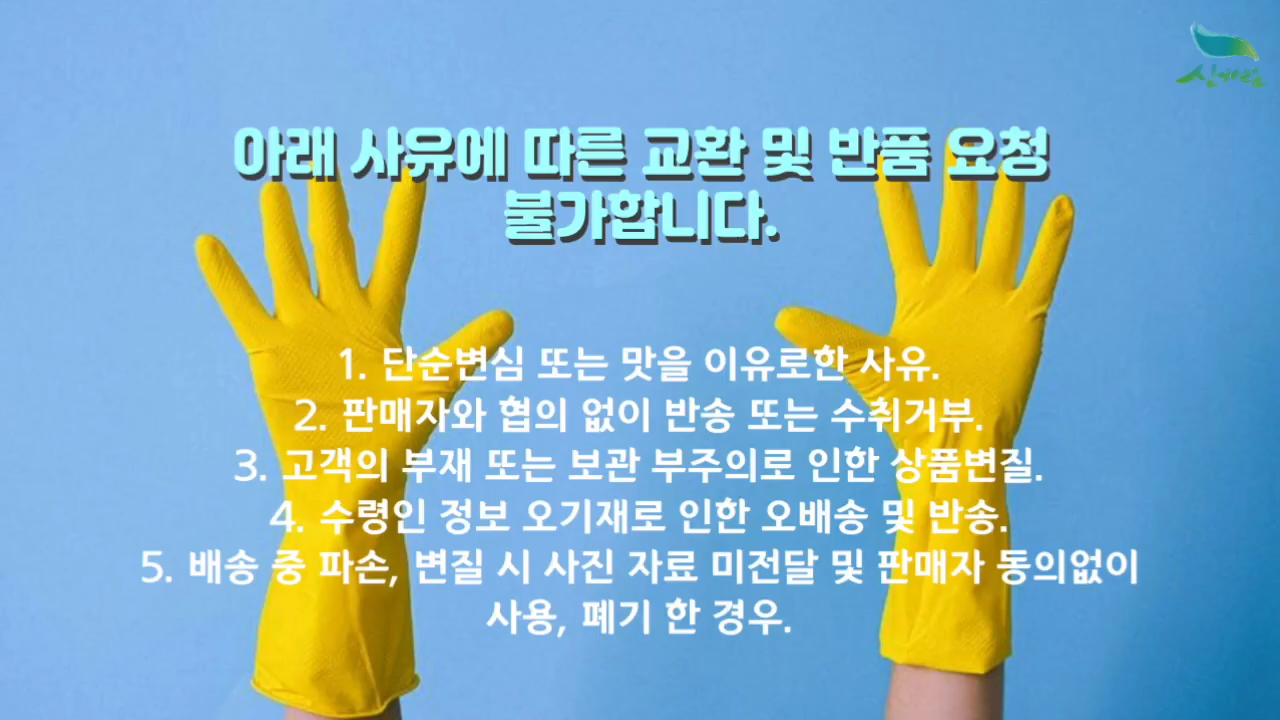 아래 사유에 따른 교환 및 반품 요청
불가합니다.
1. 단순변심 또는 맛을 이유로한 사유.
2. 판매자와 협의 없이 반송 또는 수취거부.
3. 고객의 부재 또는 보관 부주의로 인한 상품변질.
4. 수령인 정보 오기재로 인한 오배송 및 반송.
5. 배송 중 파손, 변질 시 사진 자료 미전달 및 판매자 동의없이
사용, 폐기 한 경우.